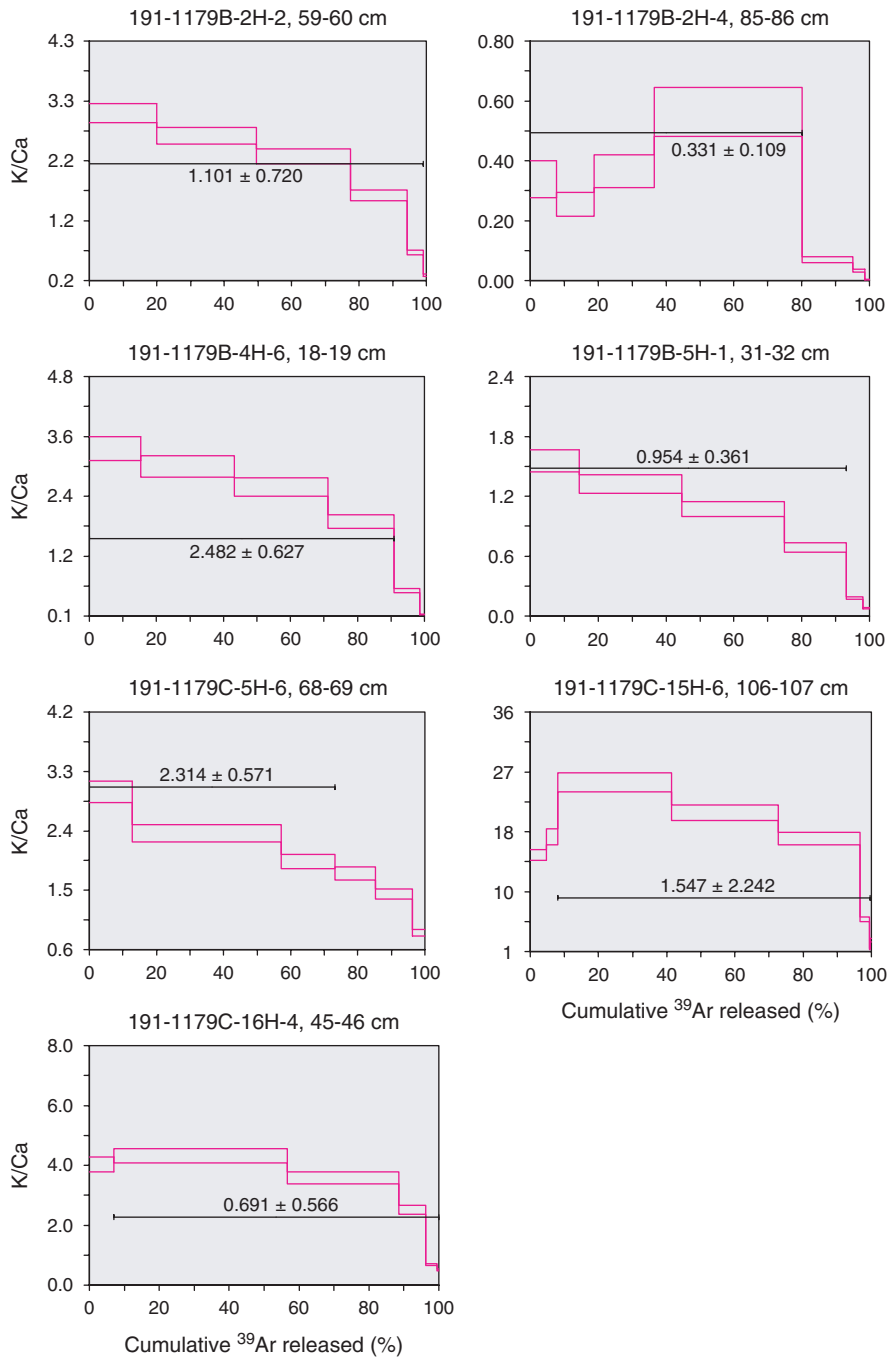 191-1179B-2H-2, 59-60 cm
K/Ca
4.3
3.3
2.2
1.2
0.2
1.101 ± 0.720
0 20 40 60 80 100
191-1179B-2H-4, 85-86 cm
0.80
0.60
0.40
0.20
0.00
0.331 ± 0.109
0 20 40 60 80 100
191-1179B-4H-6, 18-19 cm
K/Ca
4.8
3.6
2.4
1.2
0.1
2.482 ± 0.627
0 20 40 60 80 100
191-1179B-5H-1, 31-32 cm
2.4
1.8
1.2
0.6
0.0
0.954 ± 0.361
0 20 40 60 80 100
191-1179C-5H-6, 68-69 cm
K/Ca
4.2
3.3
2.4
1.5
0.6
2.314 ± 0.571
0 20 40 60 80 100
191-1179C-15H-6, 106-107 cm
36
27
18
10
1
1.547 ± 2.242
0 20 40 60 80 100
Cumulative ³⁹Ar released (%)
191-1179C-16H-4, 45-46 cm
K/Ca
8.0
6.0
4.0
2.0
0.0
0.691 ± 0.566
0 20 40 60 80 100
Cumulative ³⁹Ar released (%)